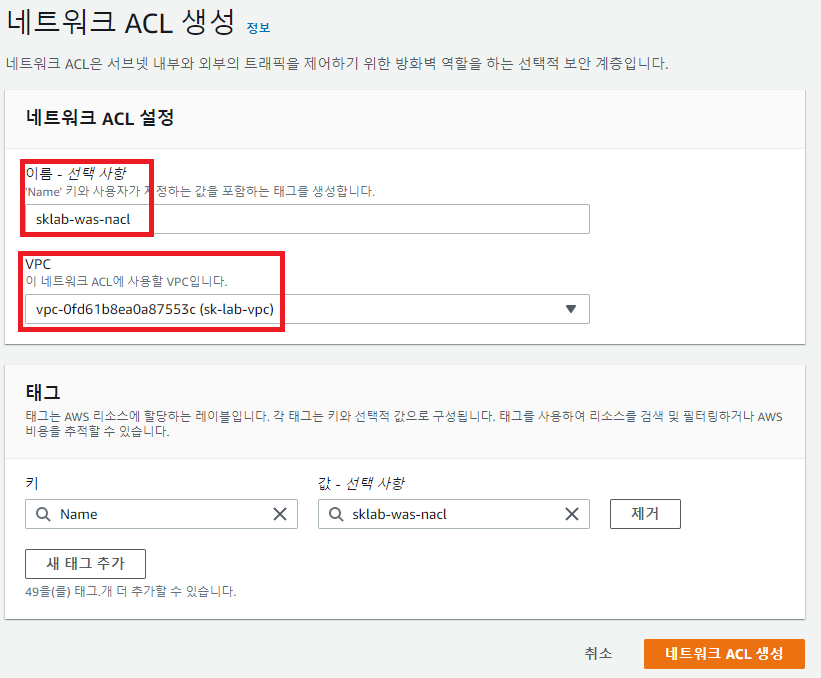 네트워크 ACL 생성 정보
네트워크 ACL은 서브넷 내부와 외부의 트래픽을 제어하기 위한 방화벽 역할을 하는 선택적 보안 계층입니다.
네트워크 ACL 설정
이름 - 선택 사항
'Name' 키와 사용자가 지정하는 값을 포함하는 태그를 생성합니다.
sklab-was-nacl
VPC
이 네트워크 ACL에 사용할 VPC입니다.
vpc-0fd61b8ea0a87553c (sk-lab-vpc)
태그
태그는 AWS 리소스에 할당하는 레이블입니다. 각 태그는 키와 선택적 값으로 구성됩니다. 태그를 사용하여 리소스를 검색 및 필터링하거나 AWS
비용을 추적할 수 있습니다.
키 값 - 선택 사항
Name sklab-was-nacl 제거
새 태그 추가
49을(를) 태그.개 더 추가할 수 있습니다.
취소 네트워크 ACL 생성